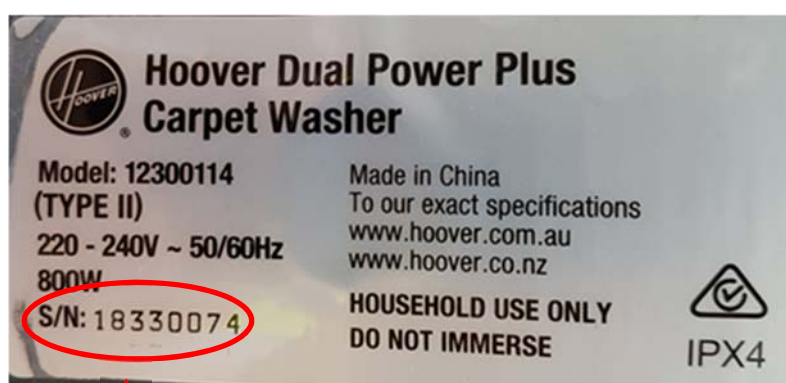 HOOVER
®
Hoover Dual Power Plus
Carpet Washer
Model: 12300114
(TYPE II)
220 - 240V ~ 50/60Hz
800W
S/N: 18330074
Made in China
To our exact specifications
www.hoover.com.au
www.hoover.co.nz
HOUSEHOLD USE ONLY
DO NOT IMMERSE
IPX4